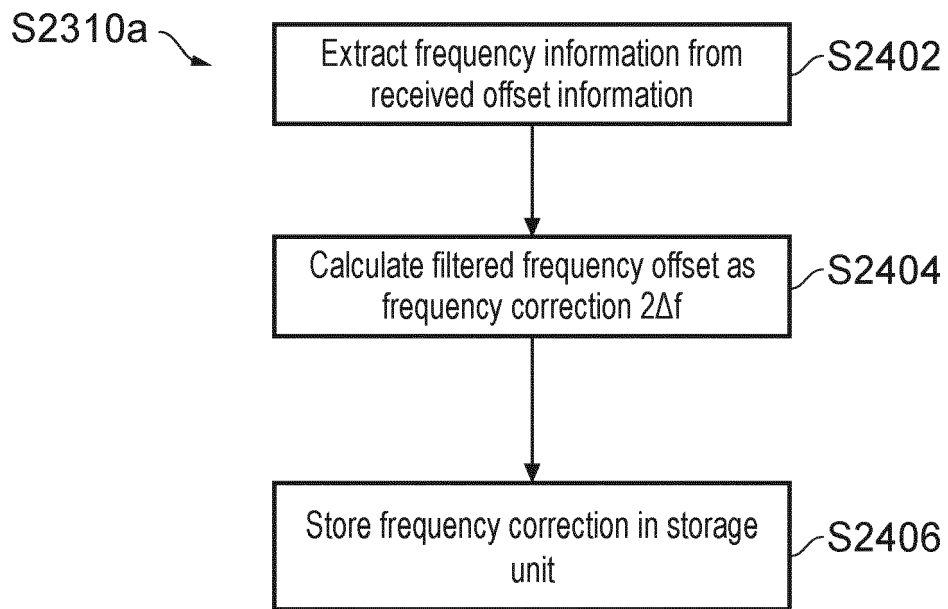 S2310a
Extract frequency information from
received offset information
S2402
Calculate filtered frequency offset as
frequency correction 2Δf
S2404
Store frequency correction in storage
unit
S2406